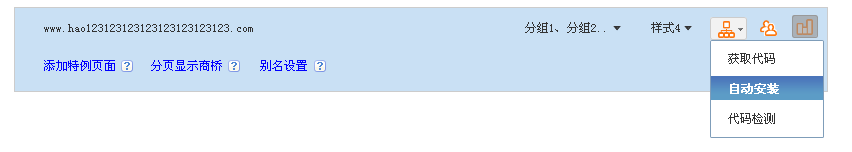 www.hao123123123123123123123123.com 分组1、分组2.. 样式4
获取代码
添加特例页面 ? 分页显示商桥 ? 别名设置 ?
自动安装
代码检测